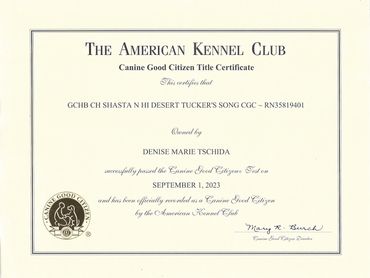 THE AMERICAN KENNEL CLUB
Canine Good Citizen Title Certificate
This certifies that
GCHB CH SHASTA N HI DESERT TUCKER'S SONG CGC ~ RN35819401
Owned by
DENISE MARIE TSCHIDA
successfully passed the Canine Good Citizens Test on
SEPTEMBER 1, 2023
and has been officially recorded as a Canine Good Citizen
by the American Kennel Club
CANINE GOOD CITIZEN
®
Mary R. Burch
Canine Good Citizen Director